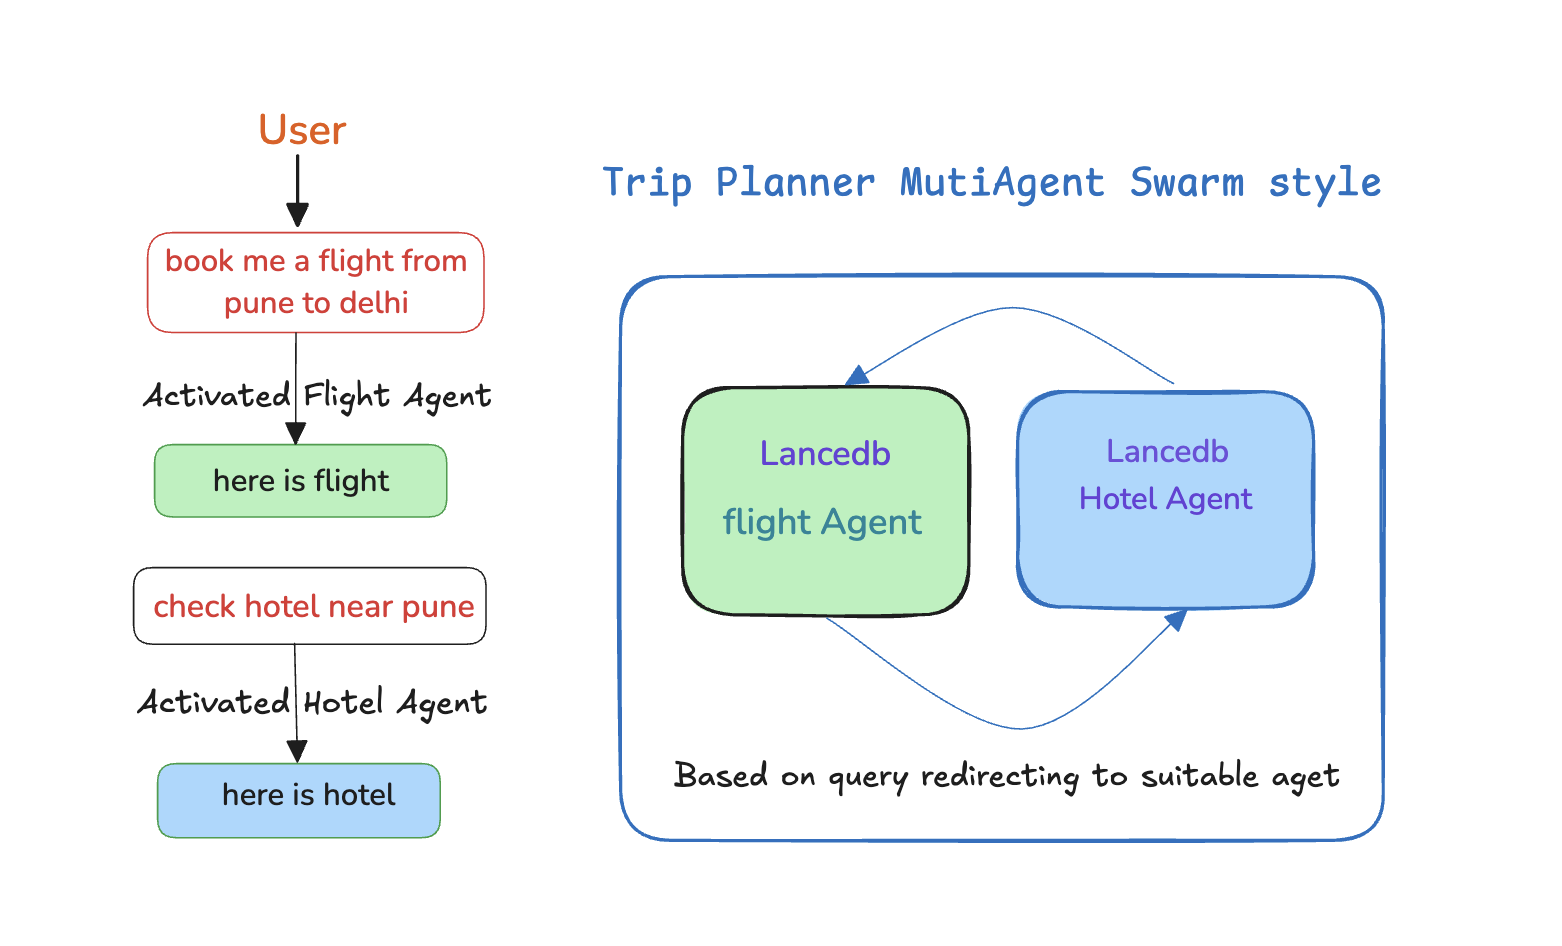 User
book me a flight from
pune to delhi
Activated Flight Agent
here is flight
check hotel near pune
Activated Hotel Agent
here is hotel
Trip Planner MutiAgent Swarm style
Lancedb
flight Agent
Lancedb
Hotel Agent
Based on query redirecting to suitable aget